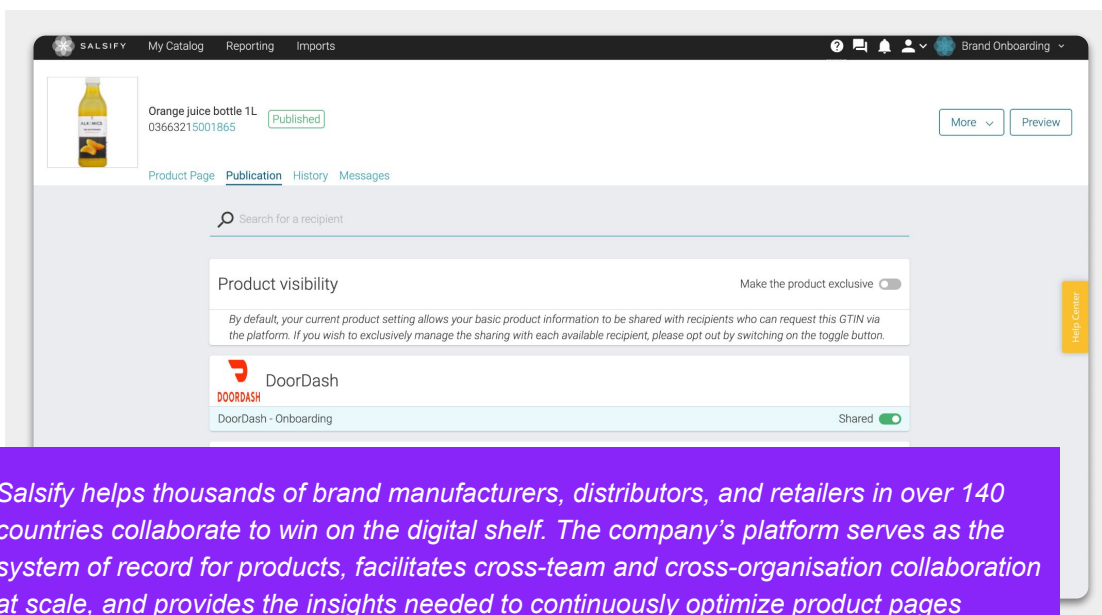 SALSIFY My Catalog Reporting Imports Brand Onboarding
Orange juice bottle 1L
03663215001865 Published
More Preview
ALKEMICS
Product Page Publication History Messages
Search for a recipient
Product visibility Make the product exclusive
By default, your current product setting allows your basic product information to be shared with recipients who can request this GTIN via
the platform. If you wish to exclusively manage the sharing with each available recipient, please opt out by switching on the toggle button.
Help Center
DoorDash
DOORDASH
DoorDash - Onboarding Shared
Salsify helps thousands of brand manufacturers, distributors, and retailers in over 140
countries collaborate to win on the digital shelf. The company’s platform serves as the
system of record for products, facilitates cross-team and cross-organisation collaboration
at scale, and provides the insights needed to continuously optimize product pages